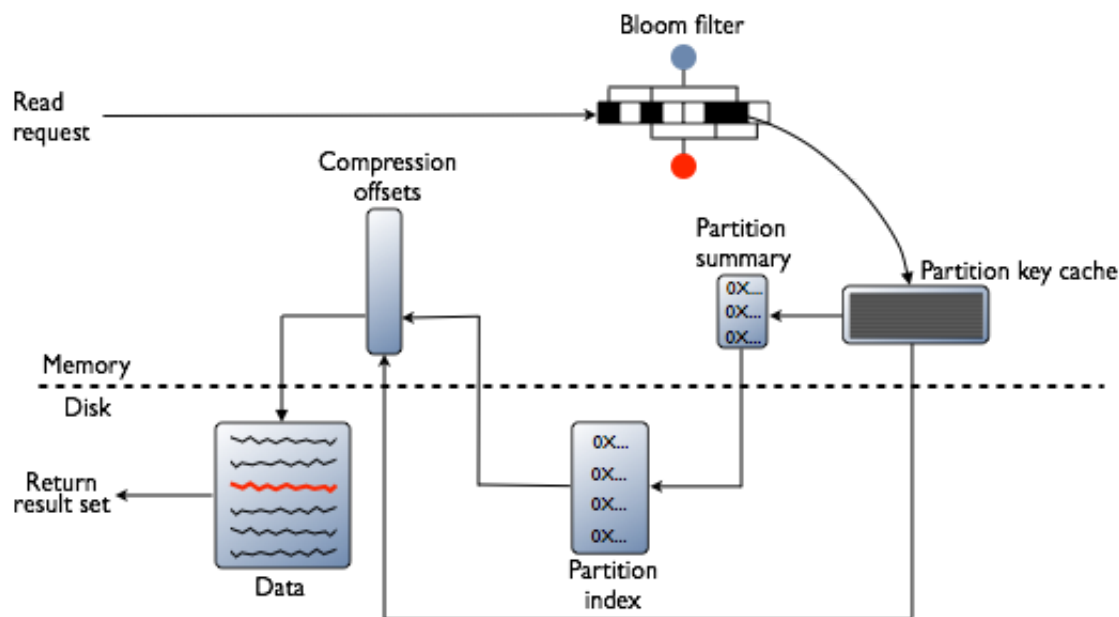 Bloom filter
Read
request
Compression
offsets
Partition
summary
Partition key cache
0X...
0X...
0X...
Memory
Disk
0X...
0X...
0X...
0X...
Return
result set
Data
Partition
index